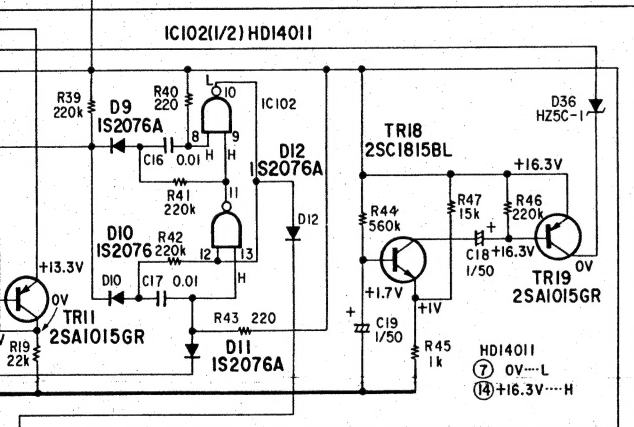 IC102(1/2) HD14011
L
10
IC102
R39
220k
D9
1S2076A
R40
220
8
9
H
H
C16
0.01
R41
220k
11
D12
1S2076A
D12
D10
1S2076
R42
220k
12
13
H
D10
C17
0.01
R43 220
D11
1S2076A
+13.3V
0V
TR11
2SA1015GR
R19
22k
V
D36
HZ5C-1
TR18
2SC1815BL
+16.3V
R44
560k
R47
15k
R46
220k
+
C18
1/50
+16.3V
0V
TR19
2SA1015GR
+1.7V
+1V
+
C19
1/50
R45
1k
HD14011
7 0V----L
14 +16.3V----H